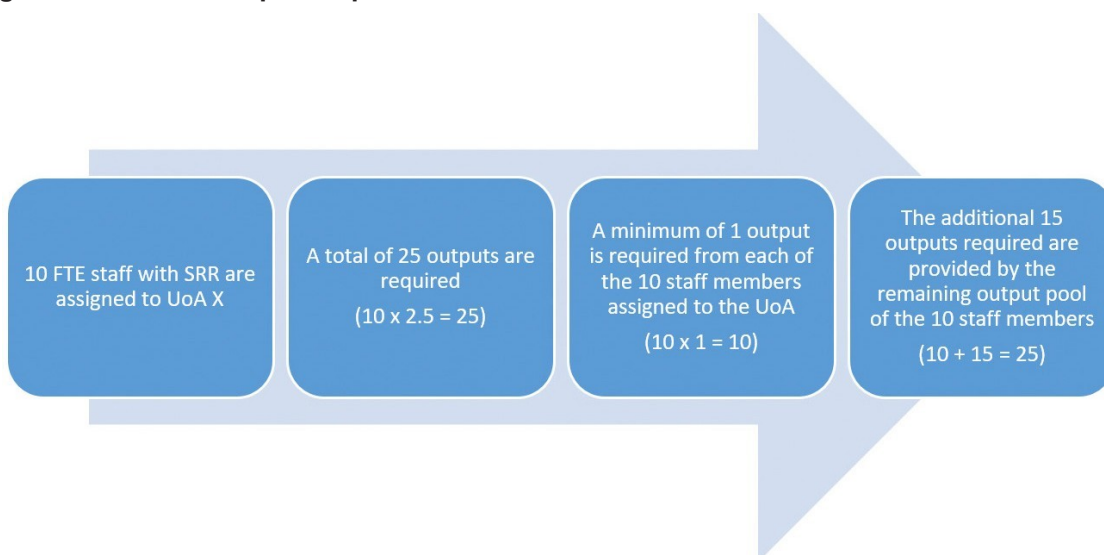 10 FTE staff with SRR are
assigned to UoA X
A total of 25 outputs are
required
(10 x 2.5 = 25)
A minimum of 1 output
is required from each of
the 10 staff members
assigned to the UoA
(10 x 1 = 10)
The additional 15
outputs required are
provided by the
remaining output pool
of the 10 staff members
(10 + 15 = 25)